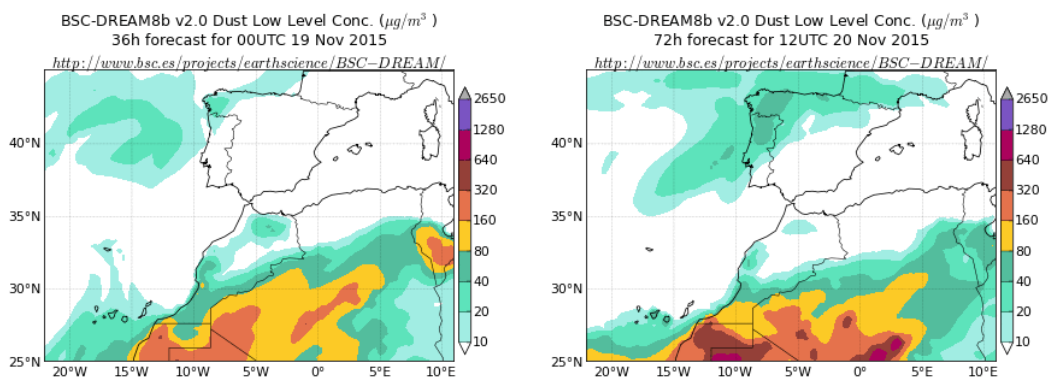 BSC-DREAM8b v2.0 Dust Low Level Conc. (μg/m³ )
36h forecast for 00UTC 19 Nov 2015
http://www.bsc.es/projects/earthscience/BSC−DREAM/
40°N
35°N
30°N
25°N
20°W
15°W
10°W
5°W
0°E
5°E
10°E
2650
1280
640
320
160
80
40
20
10
BSC-DREAM8b v2.0 Dust Low Level Conc. (μg/m³ )
72h forecast for 12UTC 20 Nov 2015
http://www.bsc.es/projects/earthscience/BSC−DREAM/
40°N
35°N
30°N
25°N
20°W
15°W
10°W
5°W
0°E
5°E
10°E
2650
1280
640
320
160
80
40
20
10